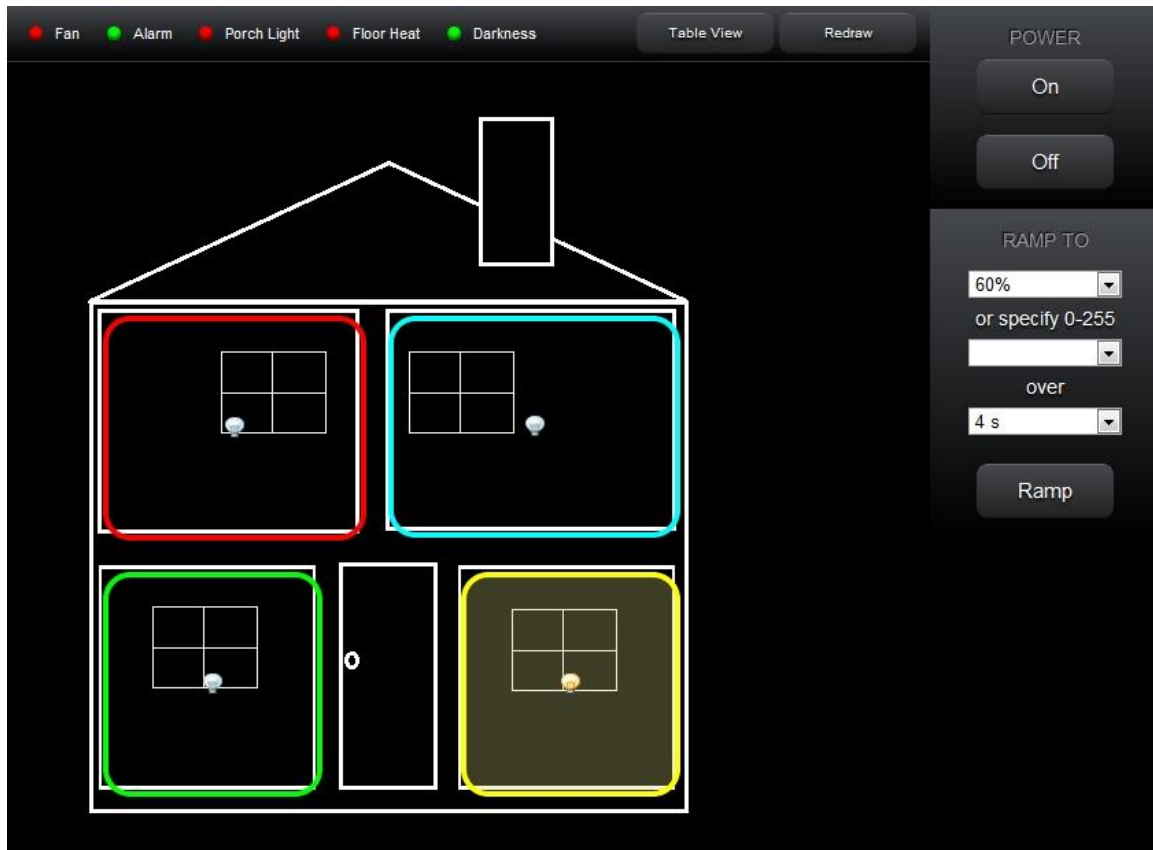 Fan Alarm Porch Light Floor Heat Darkness Table View Redraw
POWER
On
Off
RAMP TO
60%
or specify 0-255
over
4 s
Ramp